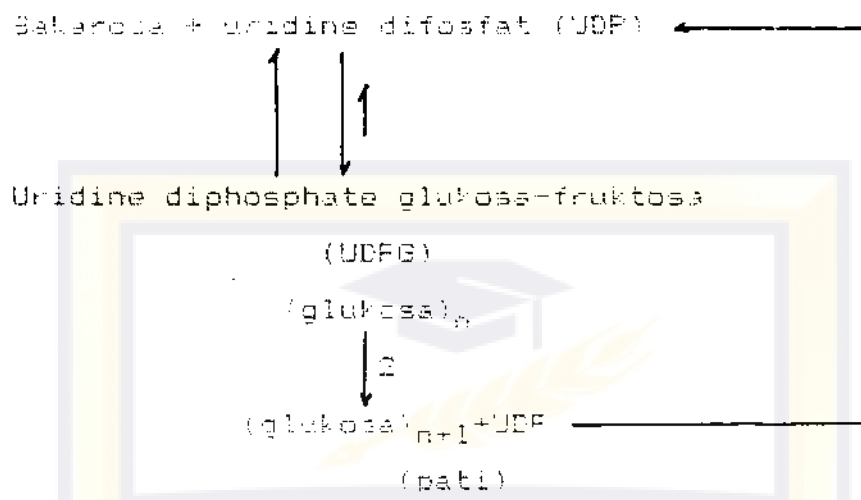 Sakarosa + uridine difosfat (UDP)
1
Uridine diphosphate glukosa-fruktosa
(UDPG)
(glukosa)n
2
(glukosa)n+1+UDP
(pati)